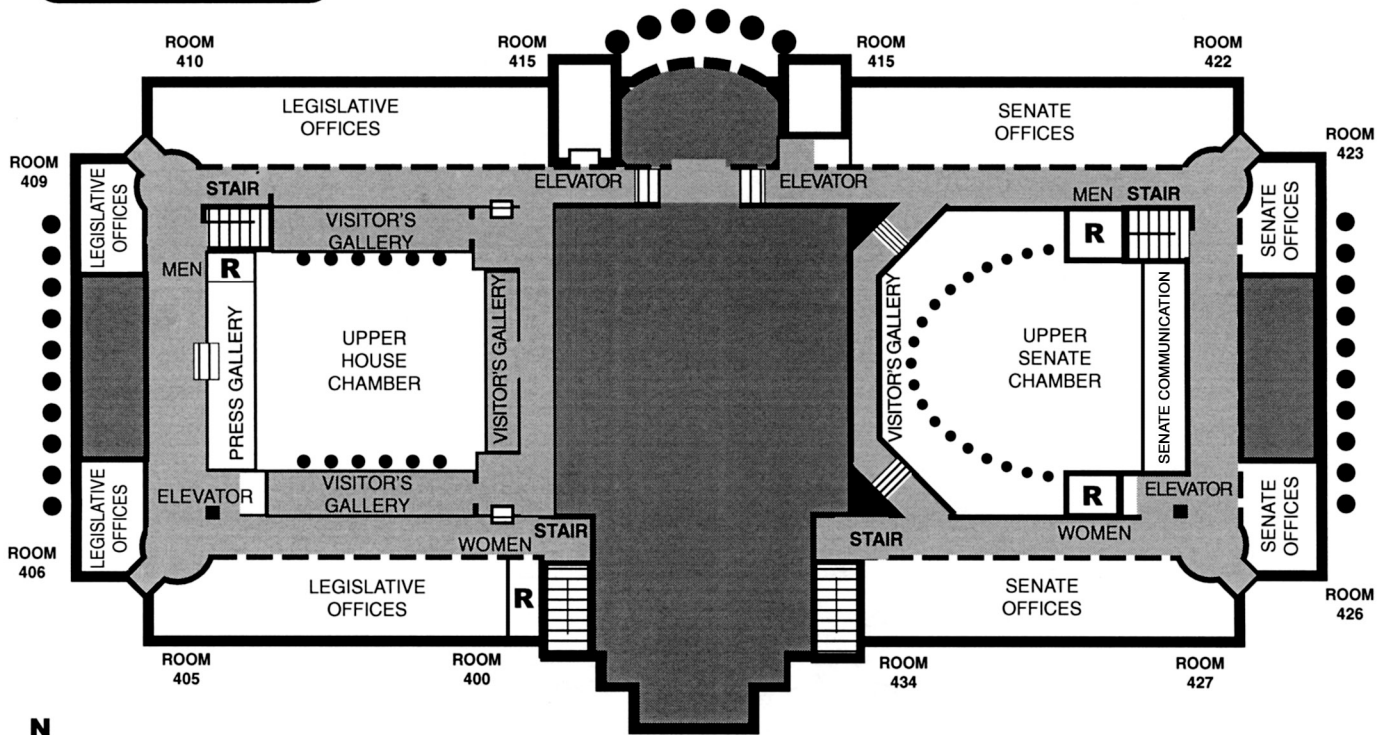 ROOM
410
ROOM
415
ROOM
415
ROOM
422
LEGISLATIVE
OFFICES
SENATE
OFFICES
ROOM
409
ROOM
423
LEGISLATIVE
OFFICES
STAIR
ELEVATOR
ELEVATOR
MEN
STAIR
SENATE
OFFICES
VISITOR'S
GALLERY
R
MEN
R
PRESS GALLERY
UPPER
HOUSE
CHAMBER
VISITOR'S GALLERY
VISITOR'S GALLERY
UPPER
SENATE
CHAMBER
SENATE COMMUNICATION
VISITOR'S
GALLERY
ELEVATOR
R
ELEVATOR
LEGISLATIVE
OFFICES
WOMEN
STAIR
STAIR
WOMEN
SENATE
OFFICES
ROOM
406
LEGISLATIVE
OFFICES
R
SENATE
OFFICES
ROOM
426
ROOM
405
ROOM
400
ROOM
434
ROOM
427
N